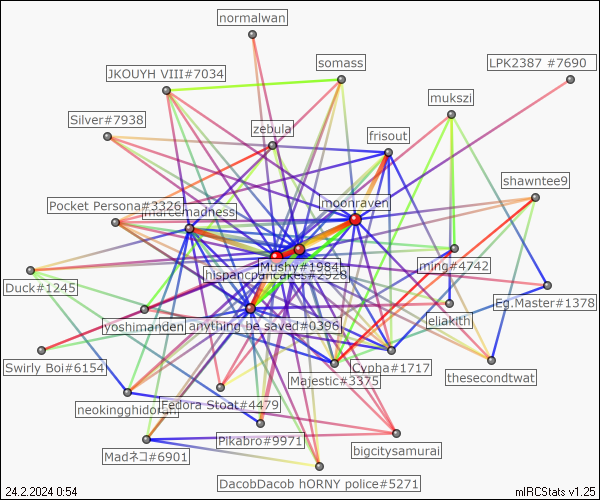 normalwan
somass
LPK2387 #7690
JKOUYH VIII#7034
mukszi
Silver#7938
zebula
frisout
shawntee9
Pocket Persona#3326
marcemadness
moonraven
Mushy#1984
ming#4742
Duck#1245
Eg.Master#1378
yoshimanden
anything be saved#0396
eliakith
Swirly Boi#6154
Majestic#3375
Cypha#1717
thesecondtwat
neokingghidorah
Fedora Stoat#4479
Pikabro#9971
bigcitysamurai
Madネコ#6901
DacobDacob hORNY police#5271
24.2.2024 0:54
mIRCStats v1.25